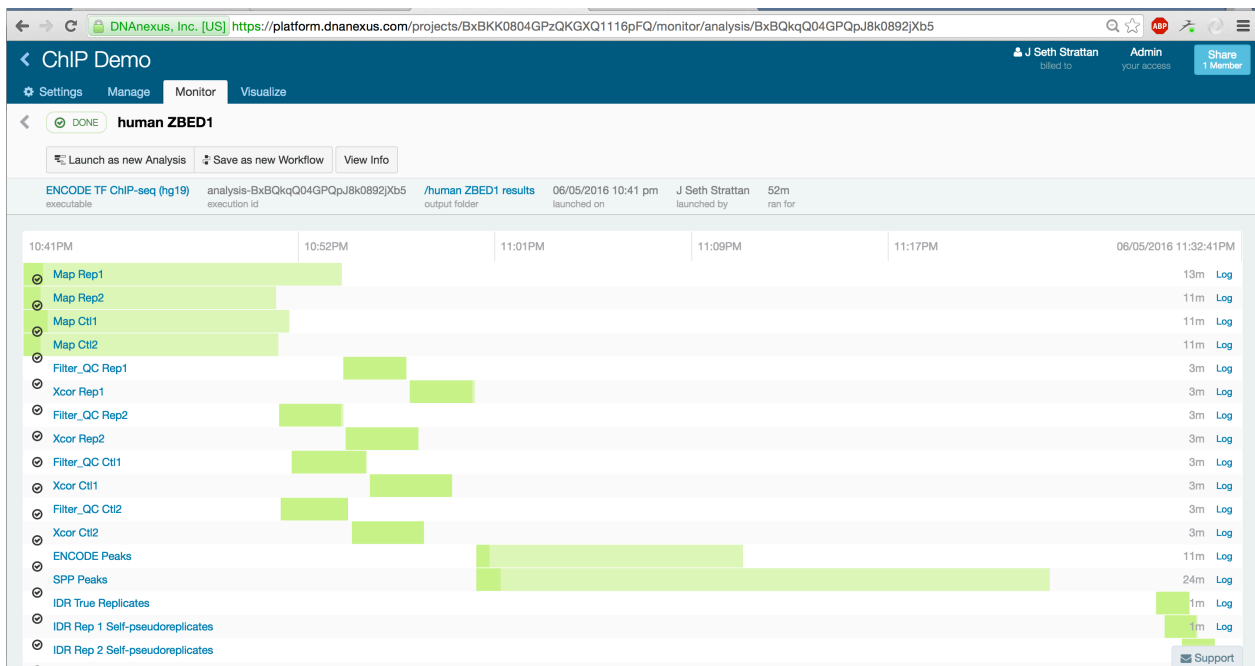 DNAnexus, Inc. [US] https://platform.dnanexus.com/projects/BxBKK0804GPzQKGXQ1116pFQ/monitor/analysis/BxBQkqQ04GPQpJ8k0892jXb5
ABP
ChIP Demo
J Seth Strattan
billed to
Admin
your access
Share
1 Member
Settings Manage Monitor Visualize
DONE human ZBED1
Launch as new Analysis Save as new Workflow View Info
ENCODE TF ChIP-seq (hg19) analysis-BxBQkqQ04GPQpJ8k0892jXb5 /human ZBED1 results 06/05/2016 10:41 pm J Seth Strattan 52m
executable execution id output folder launched on launched by ran for
10:41PM 10:52PM 11:01PM 11:09PM 11:17PM 06/05/2016 11:32:41PM
Map Rep1 13m Log
Map Rep2 11m Log
Map Ctl1 11m Log
Map Ctl2 11m Log
Filter_QC Rep1 3m Log
Xcor Rep1 3m Log
Filter_QC Rep2 3m Log
Xcor Rep2 3m Log
Filter_QC Ctl1 3m Log
Xcor Ctl1 3m Log
Filter_QC Ctl2 3m Log
Xcor Ctl2 3m Log
ENCODE Peaks 11m Log
SPP Peaks 24m Log
IDR True Replicates 1m Log
IDR Rep 1 Self-pseudoreplicates 1m Log
IDR Rep 2 Self-pseudoreplicates
Support